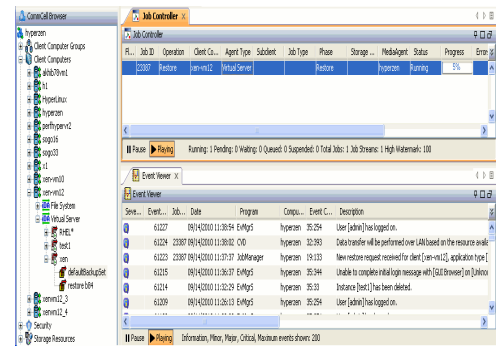 CommCell Browser
hyperzen
Client Computer Groups
Client Computers
h1
HyperLinux
hyperzen
perfhypervr2
sogo16
sogo33
x1
xen-vm10
xen-vm12
File System
Virtual Server
RHEL*
test1
xen
defaultBackupSet
restore b84
xenvm12_3
xenvm12_4
Security
Storage Resources
Job Controller
Job Controller
Fl... Job ID Operation Client Co... Agent Type Subclient Job Type Phase Storage ... MediaAgent Status Progress Errors
23387 Restore xen-vm12 Virtual Server Restore hyperzen Running 5%
Pause Playing Running: 1 Pending: 0 Waiting: 0 Queued: 0 Suspended: 0 Total Jobs: 1 Job Streams: 1 High Watermark: 100
Event Viewer
Event Viewer
Seve... Event... Job... Date Program Compu... Event C... Description
61227 09/14/2010 11:38:54 EvMgrS hyperzen 35:254 User [admin] has logged on.
61224 23387 09/14/2010 11:38:02 CVD hyperzen 32:393 Data transfer will be performed over LAN based on the resource availa
61223 23387 09/14/2010 11:37:37 JobManager hyperzen 19:133 New restore request received for client [xen-vm12], application type [
61216 09/14/2010 11:36:37 EvMgrS hyperzen 35:344 Unable to complete initial login message with [GUI Browser] on [Unknow
61212 09/14/2010 11:32:29 EvMgrS hyperzen 35:33 Instance [test1] has been deleted.
61209 09/14/2010 11:26:13 EvMgrS hyperzen 35:254 User [admin] has logged on.
Pause Playing Information, Minor, Major, Critical, Maximum events shown: 200